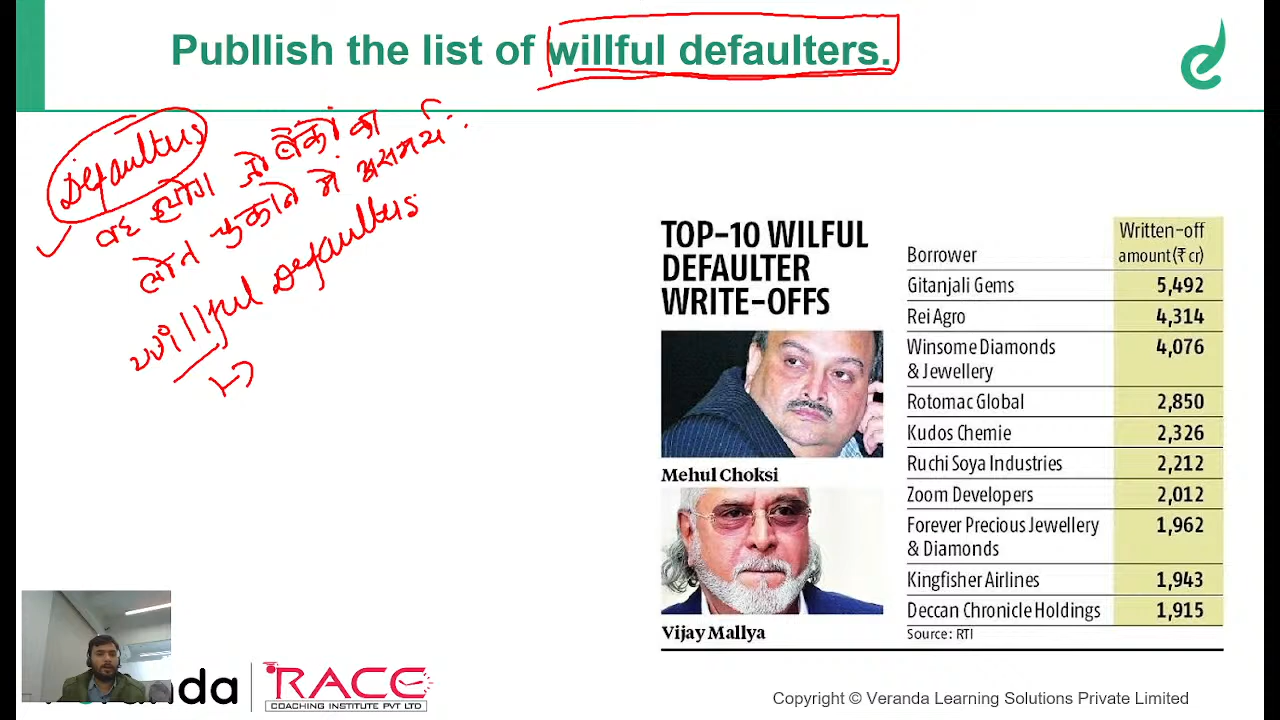 Publlish the list of willful defaulters.
Defaulters
वह लोग जो बैंकों का
लोन चुकाने में असमर्थ.
willful Defaulters
TOP-10 WILFUL
DEFAULTER
WRITE-OFFS
Mehul Choksi
Vijay Mallya
Borrower Written-off amount (₹ cr)
Gitanjali Gems 5,492
Rei Agro 4,314
Winsome Diamonds & Jewellery 4,076
Rotomac Global 2,850
Kudos Chemie 2,326
Ruchi Soya Industries 2,212
Zoom Developers 2,012
Forever Precious Jewellery & Diamonds 1,962
Kingfisher Airlines 1,943
Deccan Chronicle Holdings 1,915
Source: RTI
RACE
COACHING INSTITUTE PVT LTD
Copyright © Veranda Learning Solutions Private Limited